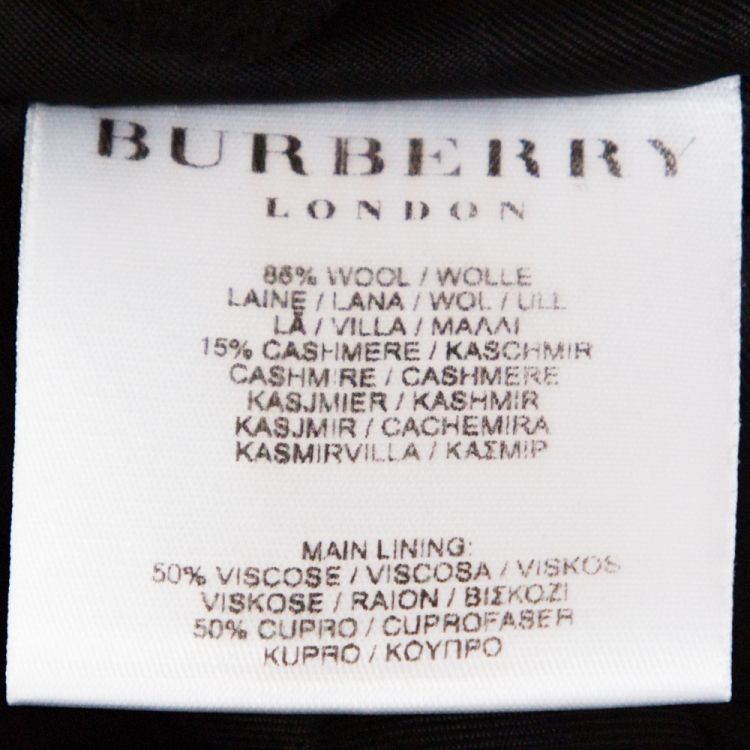 BURBERRY
LONDON
86% WOOL / WOLLE
LAINE / LANA / WOL / ULL
LÃ / VILLA / ΜΑΛΛΙ
15% CASHMERE / KASCHMIR
CASHMIRE / CASHMERE
KASJMIER / KASHMIR
KASJMIR / CACHEMIRA
KASMIRVILLA / ΚΑΣΜΙΡ
MAIN LINING:
50% VISCOSE / VISCOSA / VISKOS
VISKOSE / RAION / ΒΙΣΚΟΖΙ
50% CUPRO / CUPROFASER
KUPRO / ΚΟΥΠΡΟ